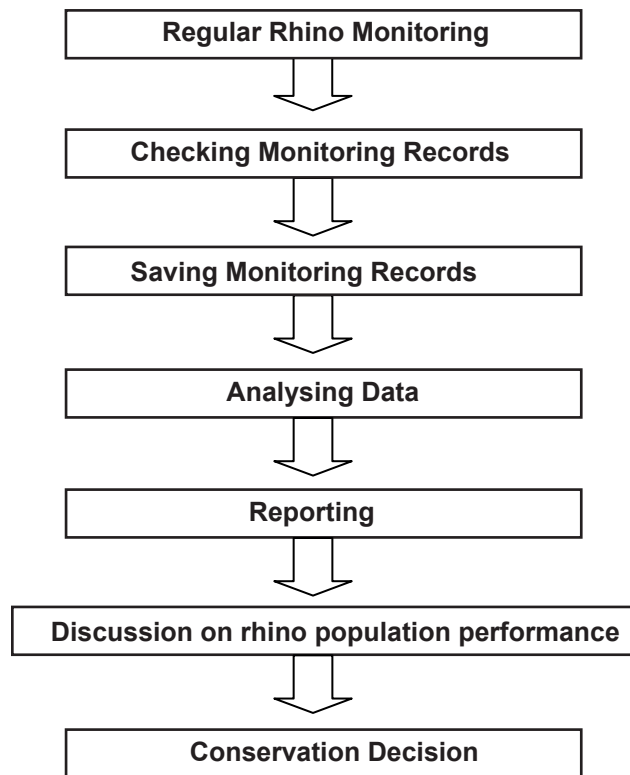 Regular Rhino Monitoring
Checking Monitoring Records
Saving Monitoring Records
Analysing Data
Reporting
Discussion on rhino population performance
Conservation Decision